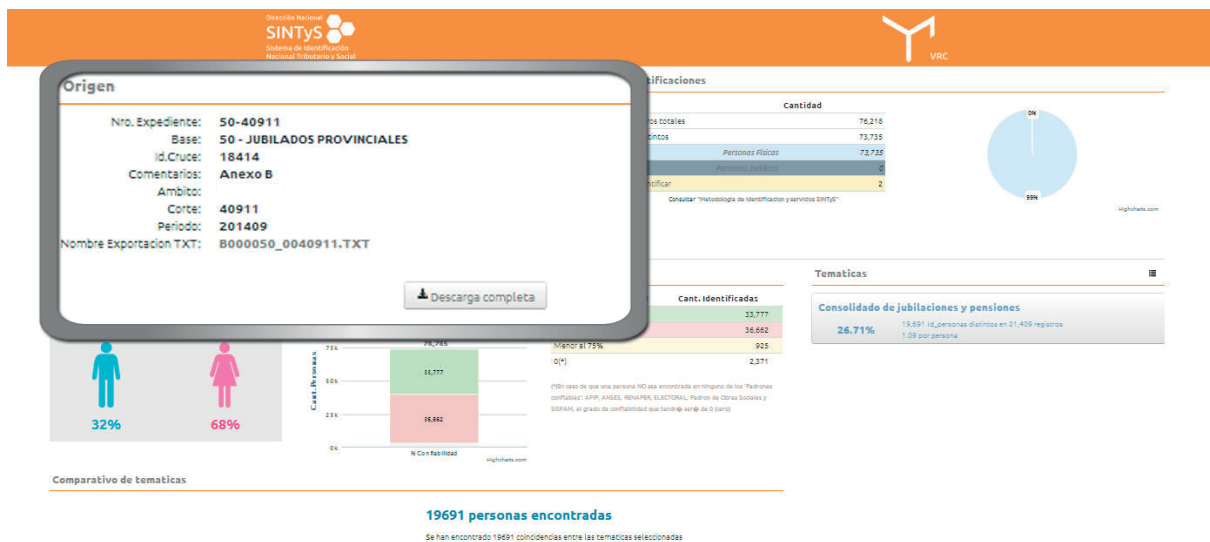 Dirección Nacional
SINTyS
Sistema de Identificación
Nacional Tributario y Social
VRC
Origen
Nro. Expediente: 50-40911
Base: 50 - JUBILADOS PROVINCIALES
Id.Cruce: 18414
Comentarios: Anexo B
Ambito:
Corte: 40911
Periodo: 201409
Nombre Exportacion TXT: B000050_0040911.TXT
Descarga completa
tificaciones
Cantidad
ros totales 76,218
tintos 73,735
Personas Físicas 73,735
Personas Jurídicas 0
ntificar 2
Consultar "Metodologia de Identificacion y servicios SINTyS"
0%
99%
Highcharts.com
Cant. Identificadas
33,777
36,662
Menor al 75% 925
0(*) 2,371
(*)En caso de que una persona NO sea encontrada en ninguno de los 'Padrones
confiables': AFIP, ANSES, RENAPER, ELECTORAL, Padron de Obras Sociales y
SISFAM, el grado de confiabilidad que tendr� ser� de 0 (cero)
Tematicas
Consolidado de jubilaciones y pensiones
26.71%
19,691 id_personas distintos en 21,409 registros
1.09 por persona
32%
68%
Cant. Personas
75k
50k
25k
0k
33,777
36,662
% Confiabilidad
Highcharts.com
Comparativo de tematicas
19691 personas encontradas
Se han encontrado 19691 coincidencias entre las tematicas seleccionadas